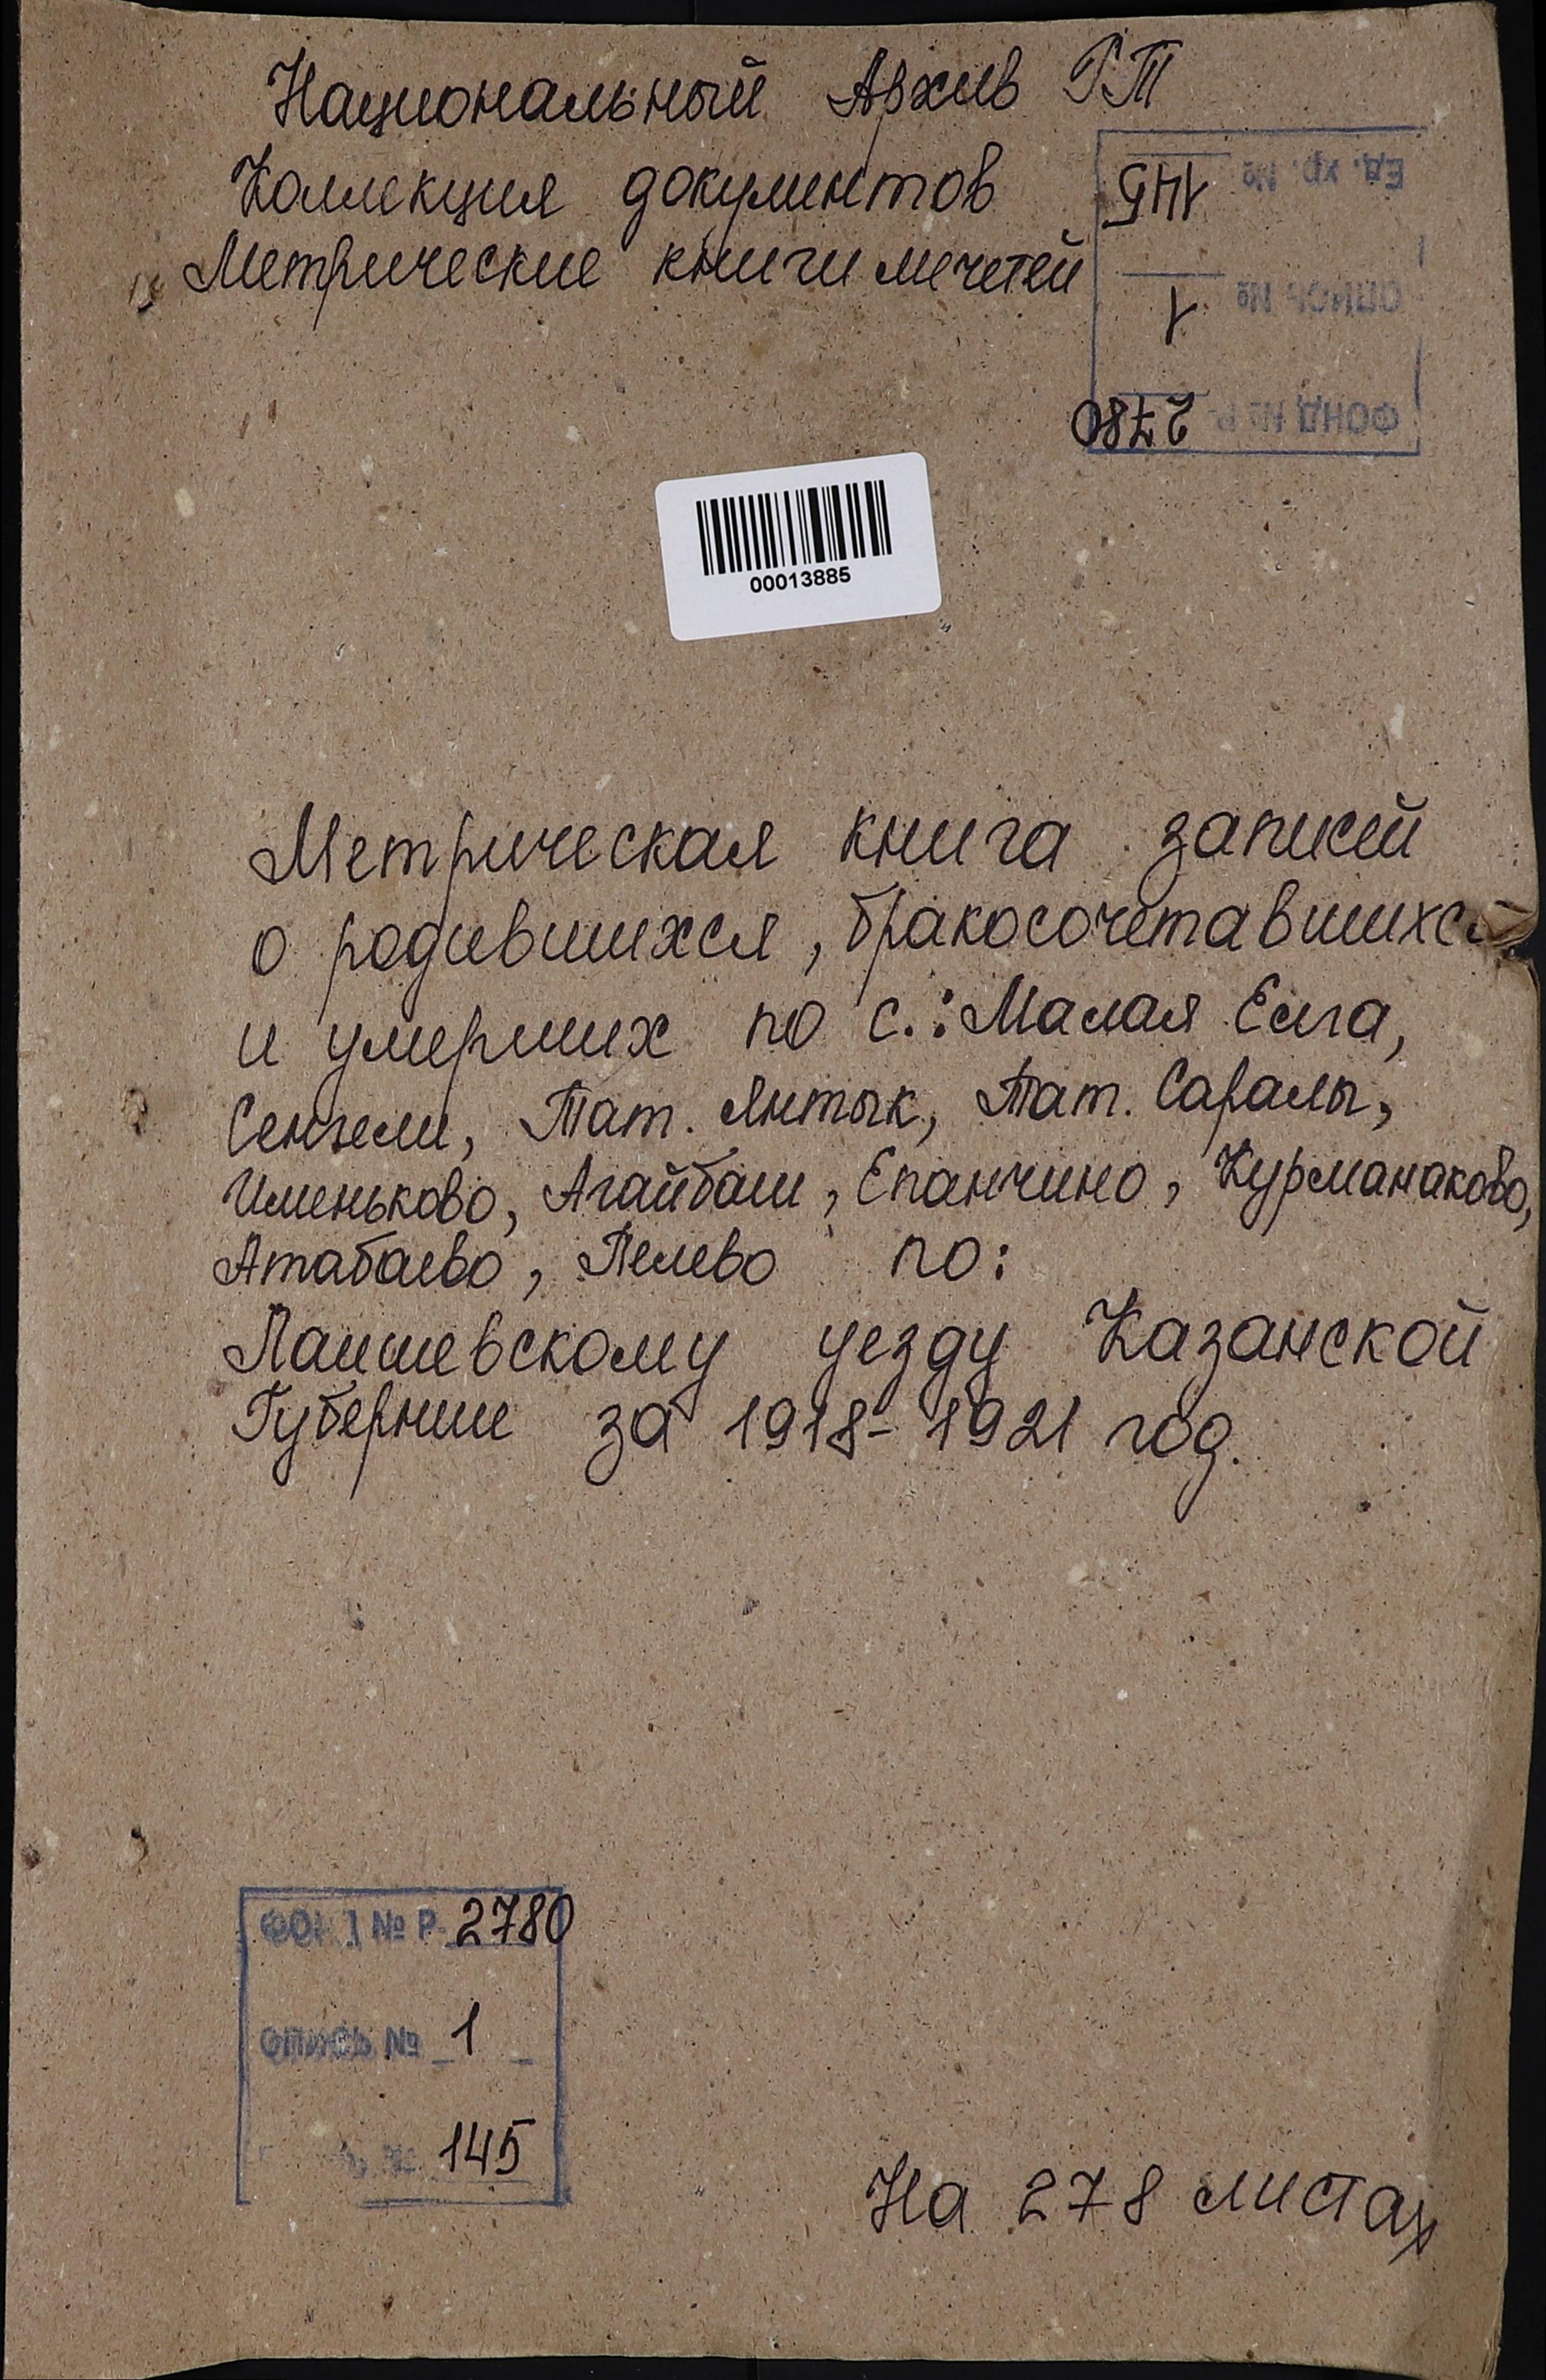 Национальный Архив РТ
Коллекция документов
Метрические книги мечетей
Ед. хр. № 145
ОПИСЬ № 1
ФОНД № Р- 2780
00013885
Метрическая книга записей
о родившихся, бракосочетавшихся
и умерших по с.: Малая Елга,
Сенгели, Тат. Янтык, Тат. Саралы,
Именьково, Агайбаш, Епанчино, Курманаково,
Атабаево, Пелево по:
Лаишевскому уезду Казанской
Губернии за 1918-1921 год.
ФОНД № Р- 2780
ОПИСЬ № 1
145
На 278 листах